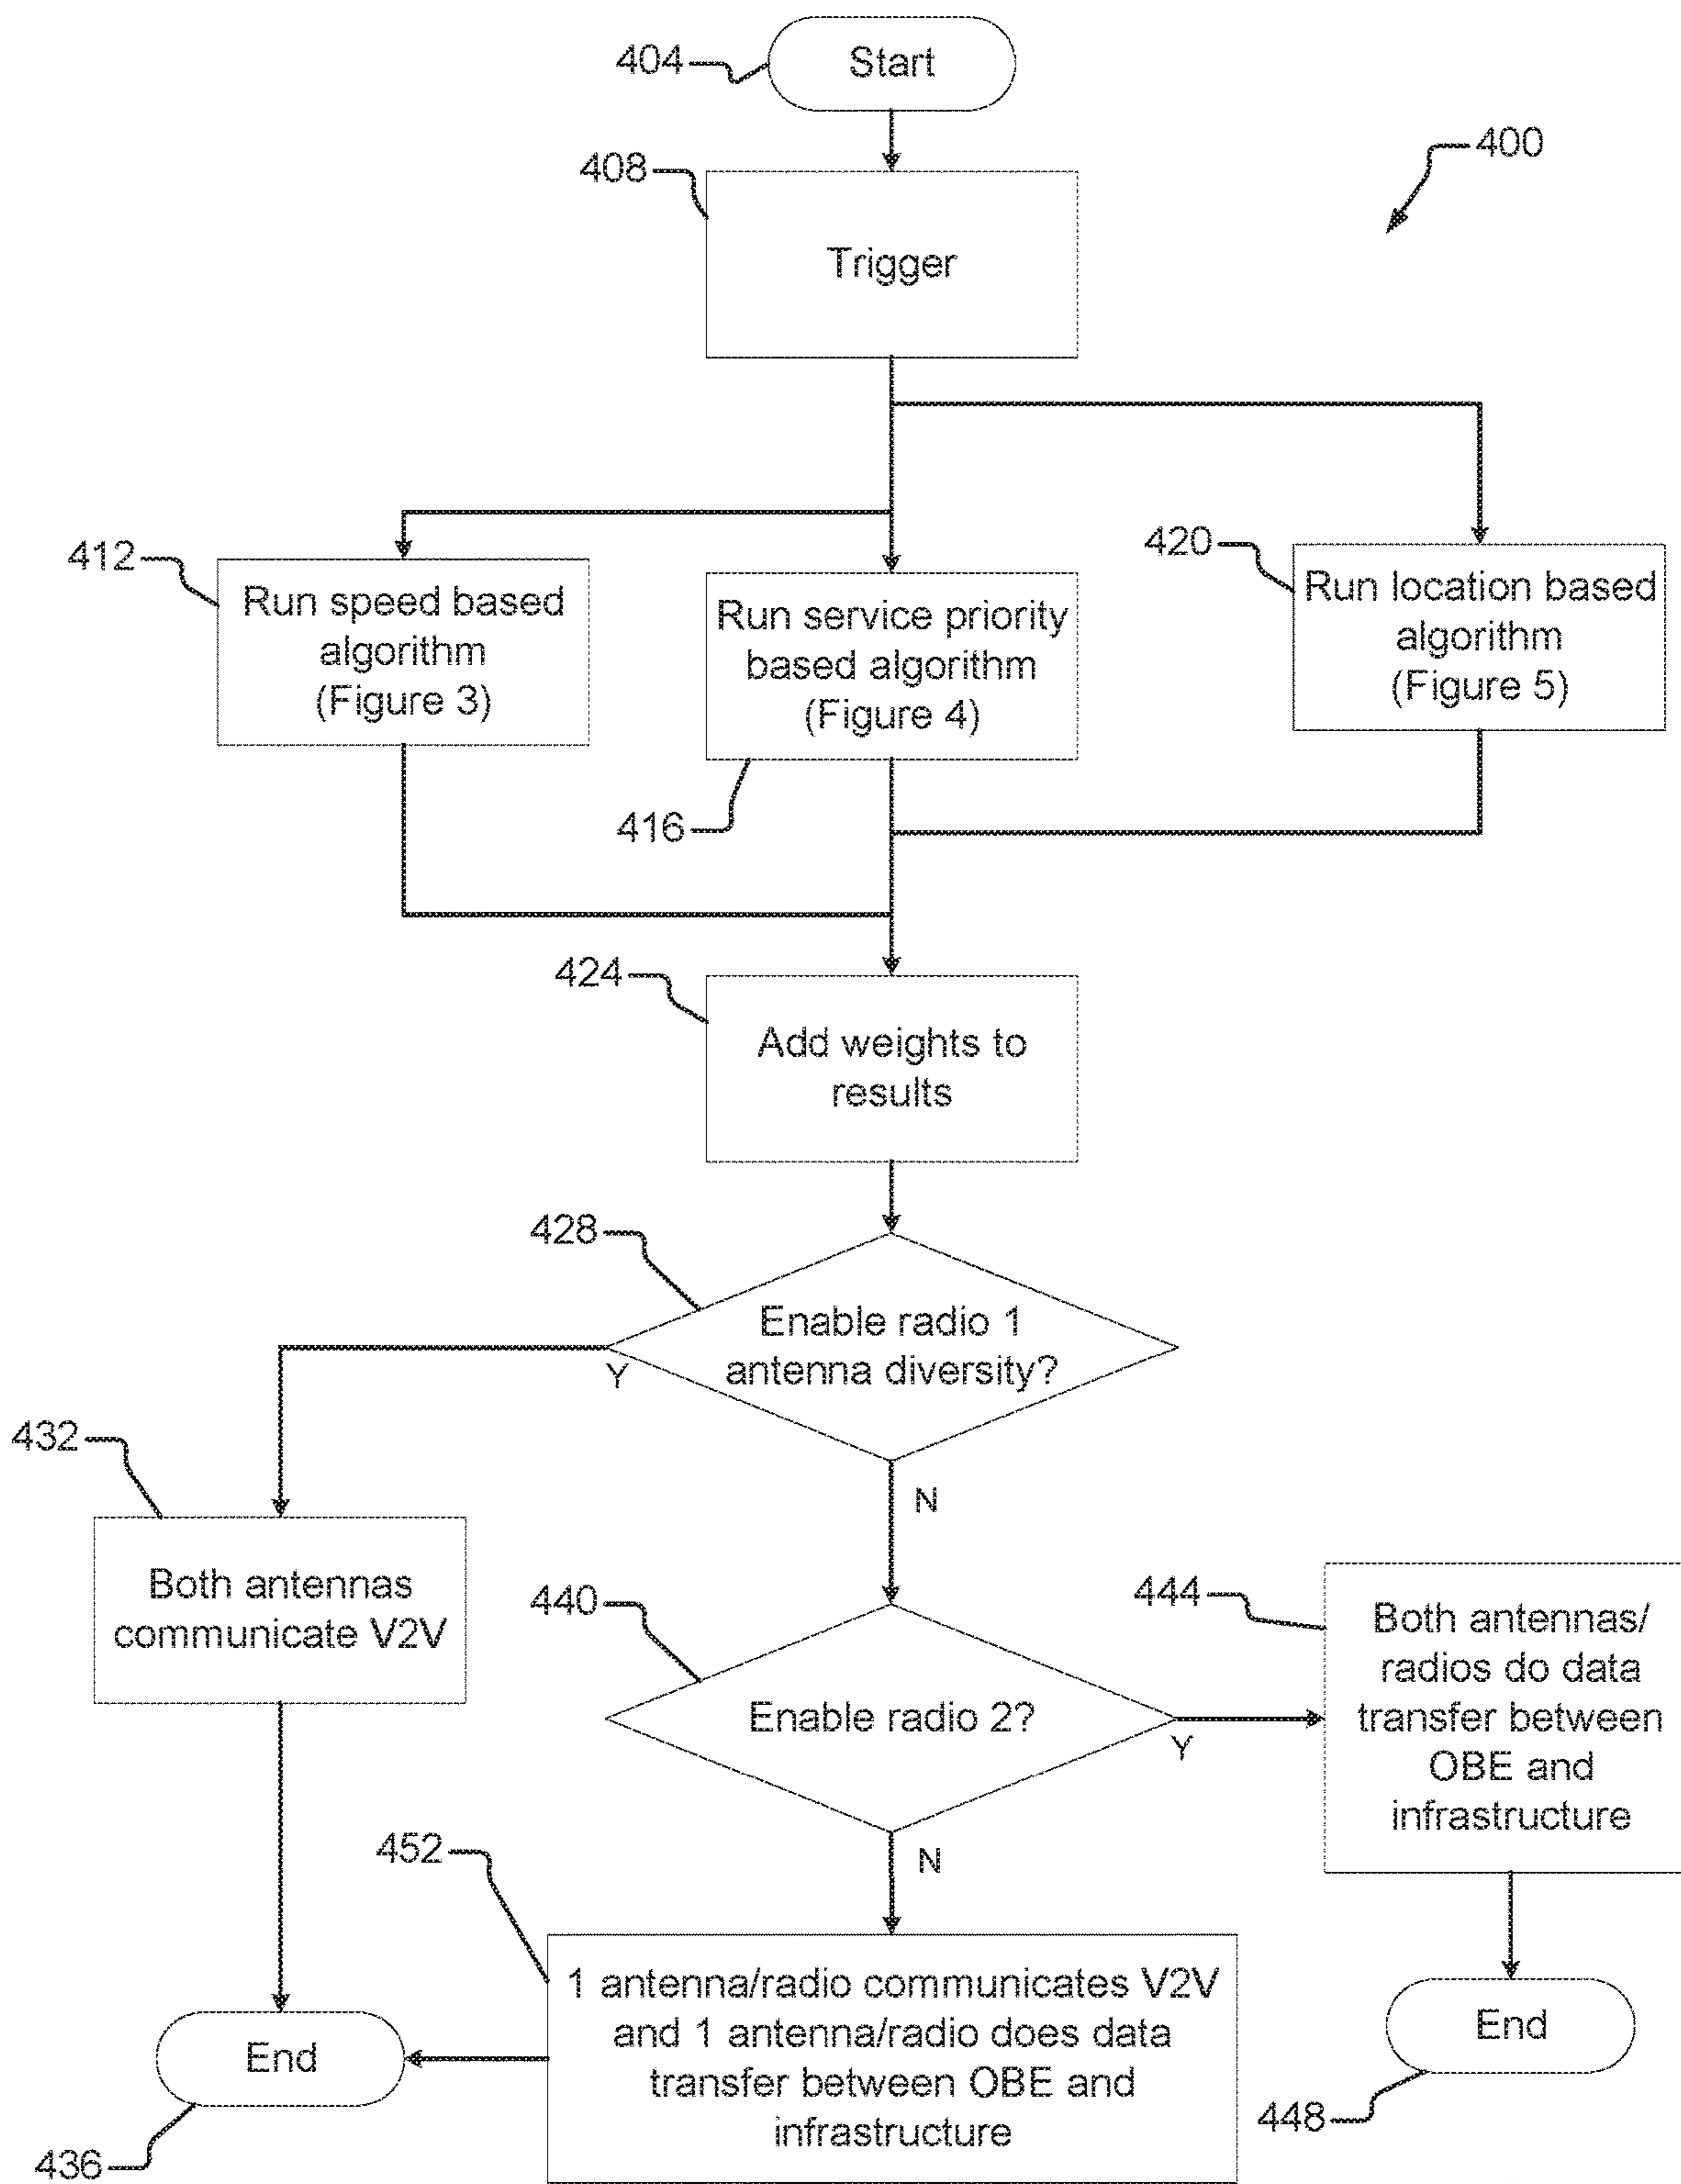 404
Start
400
408
Trigger
412
Run speed based
algorithm
(Figure 3)
Run service priority
based algorithm
(Figure 4)
416
420
Run location based
algorithm
(Figure 5)
424
Add weights to
results
428
Enable radio 1
antenna diversity?
Y
N
432
Both antennas
communicate V2V
440
Enable radio 2?
Y
N
444
Both antennas/
radios do data
transfer between
OBE and
infrastructure
452
1 antenna/radio communicates V2V
and 1 antenna/radio does data
transfer between OBE and
infrastructure
End
436
End
448